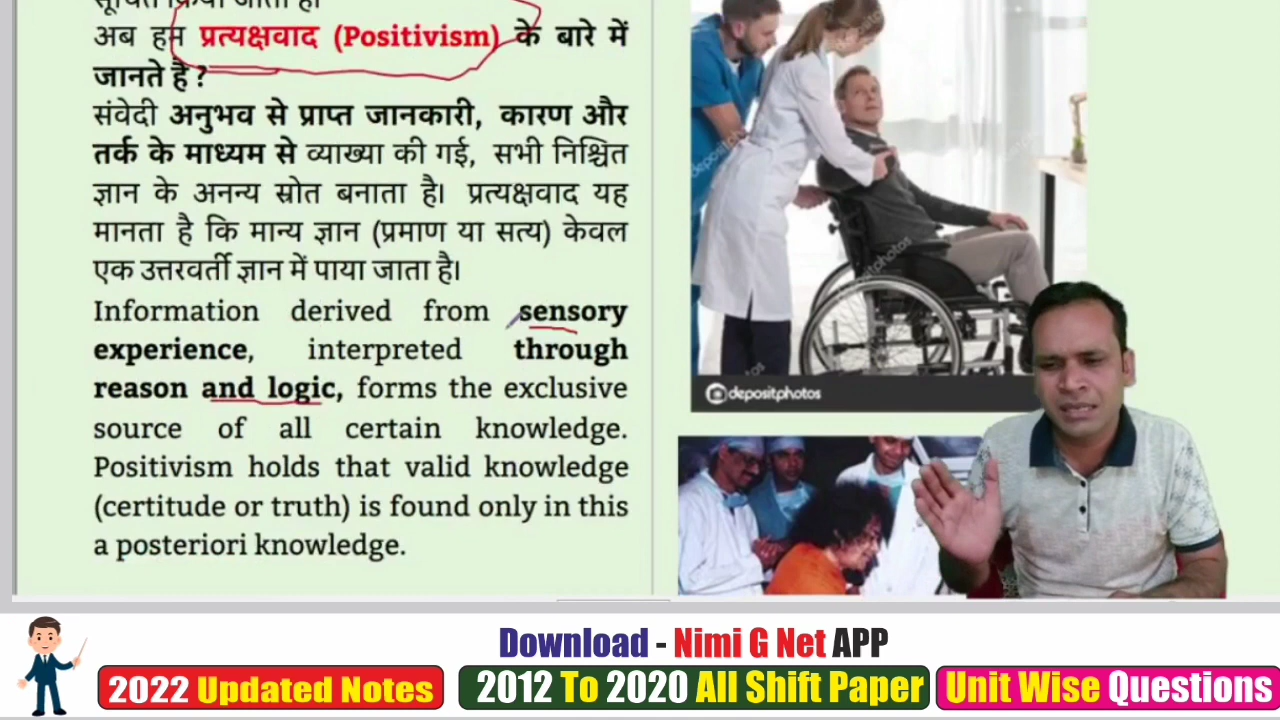 सूचित किया जाता है।
अब हम प्रत्यक्षवाद (Positivism) के बारे में
जानते है ?
संवेदी अनुभव से प्राप्त जानकारी, कारण और
तर्क के माध्यम से व्याख्या की गई, सभी निश्चित
ज्ञान के अनन्य स्रोत बनाता है। प्रत्यक्षवाद यह
मानता है कि मान्य ज्ञान (प्रमाण या सत्य) केवल
एक उत्तरवर्ती ज्ञान में पाया जाता है।
Information derived from sensory
experience, interpreted through
reason and logic, forms the exclusive
source of all certain knowledge.
Positivism holds that valid knowledge
(certitude or truth) is found only in this
a posteriori knowledge.
depositphotos
Download - Nimi G Net APP
2022 Updated Notes
2012 To 2020 All Shift Paper
Unit Wise Questions